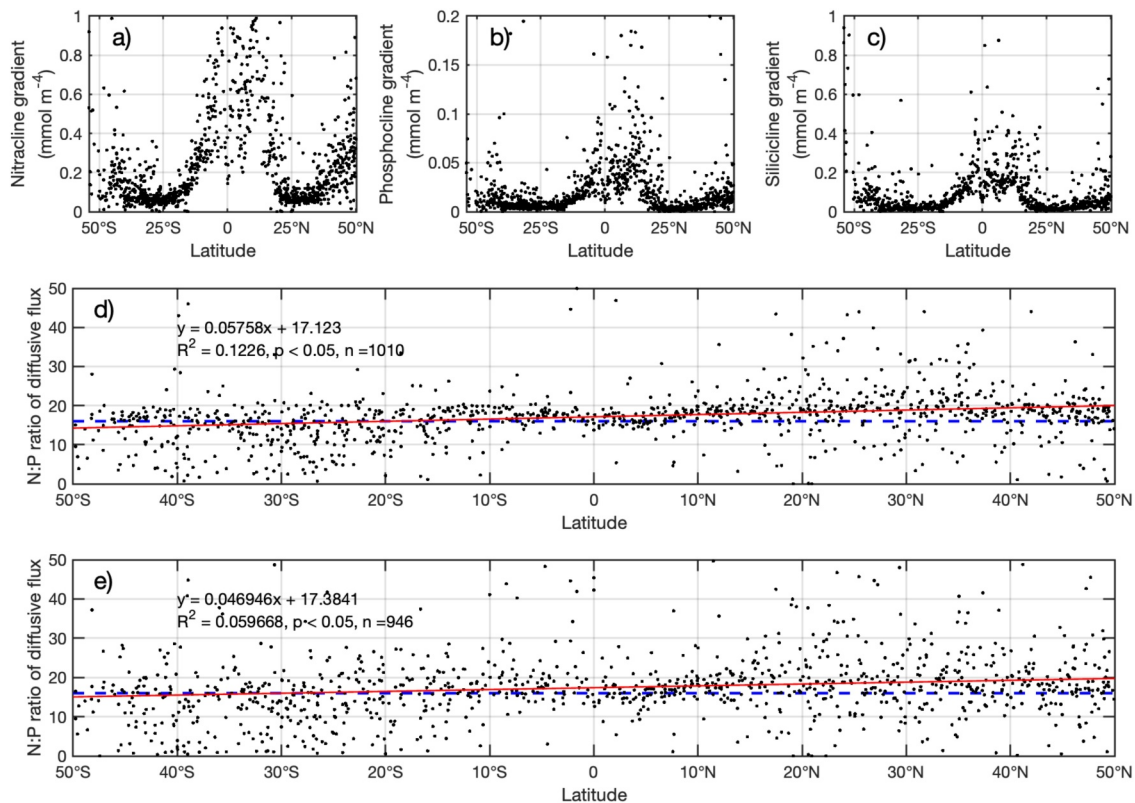 a)
1
0.8
0.6
0.4
0.2
0
Nitracline gradient
(mmol m⁻⁴)
50°S 25°S 0 25°N 50°N
Latitude
b)
0.2
0.15
0.1
0.05
0
Phosphocline gradient
(mmol m⁻⁴)
50°S 25°S 0 25°N 50°N
Latitude
c)
1
0.8
0.6
0.4
0.2
0
Silicicline gradient
(mmol m⁻⁴)
50°S 25°S 0 25°N 50°N
Latitude
d)
50
40
30
20
10
0
N:P ratio of diffusive flux
y = 0.05758x + 17.123
R² = 0.1226, p < 0.05, n =1010
50°S 40°S 30°S 20°S 10°S 0 10°N 20°N 30°N 40°N 50°N
Latitude
e)
50
40
30
20
10
0
N:P ratio of diffusive flux
y = 0.046946x + 17.3841
R² = 0.059668, p < 0.05, n =946
50°S 40°S 30°S 20°S 10°S 0 10°N 20°N 30°N 40°N 50°N
Latitude